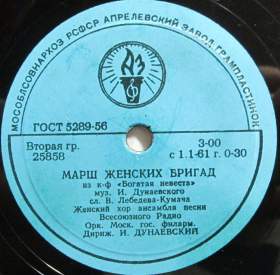 МОСОБЛСОВНАРХОЗ РСФСР АПРЕЛЕВСКИЙ ЗАВОД ГРАМПЛАСТИНОК
ГОСТ 5289-56
Вторая гр. 3-00
25858 с 1.1-61 г. 0-30
МАРШ ЖЕНСКИХ БРИГАД
из к-ф «Богатая невеста»
муз. И. Дунаевского
сл. В. Лебедева-Кумача
Женский хор ансамбля песни
Всесоюзного Радио
Орк. Моск. гос. филарм.
Дириж. И. ДУНАЕВСКИЙ